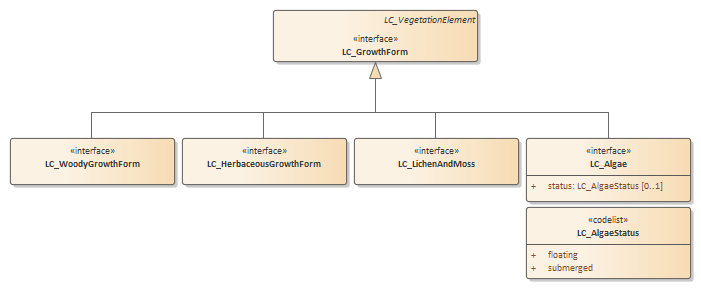 LC_VegetationElement
«interface»
LC_GrowthForm
«interface»
LC_WoodyGrowthForm
«interface»
LC_HerbaceousGrowthForm
«interface»
LC_LichenAndMoss
«interface»
LC_Algae
+ status: LC_AlgaeStatus [0..1]
«codelist»
LC_AlgaeStatus
+ floating
+ submerged